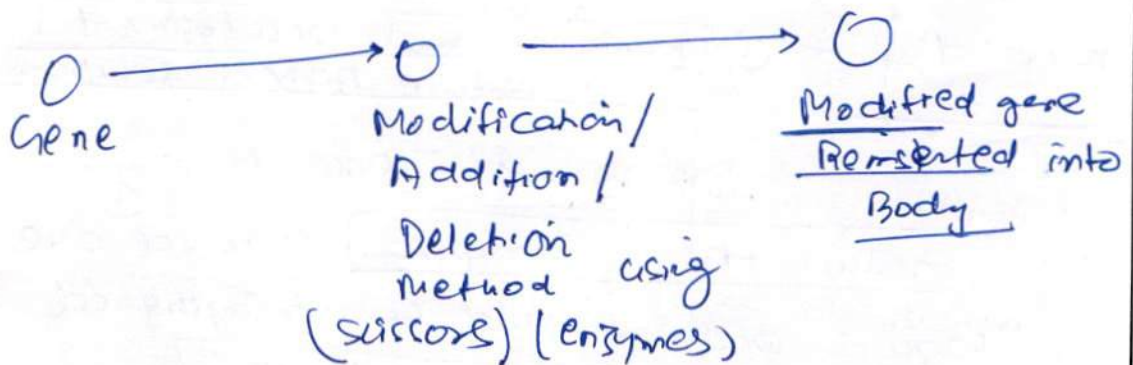 Gene
Modification/
Addition/
Deletion
method using
(scissors) (enzymes)
Modified gene
Reinserted into
Body